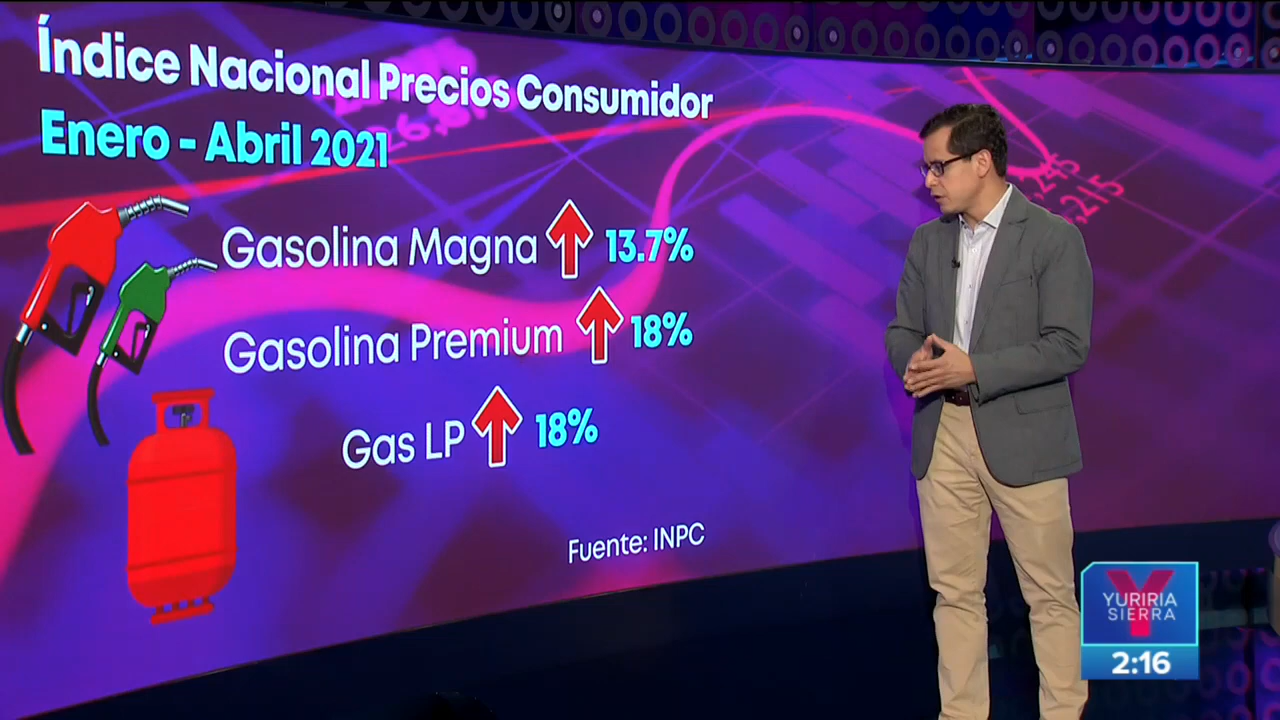 Índice Nacional Precios Consumidor
Enero - Abril 2021
Gasolina Magna 13.7%
Gasolina Premium 18%
Gas LP 18%
Fuente: INPC
Y
YURIRIA
SIERRA
2:16